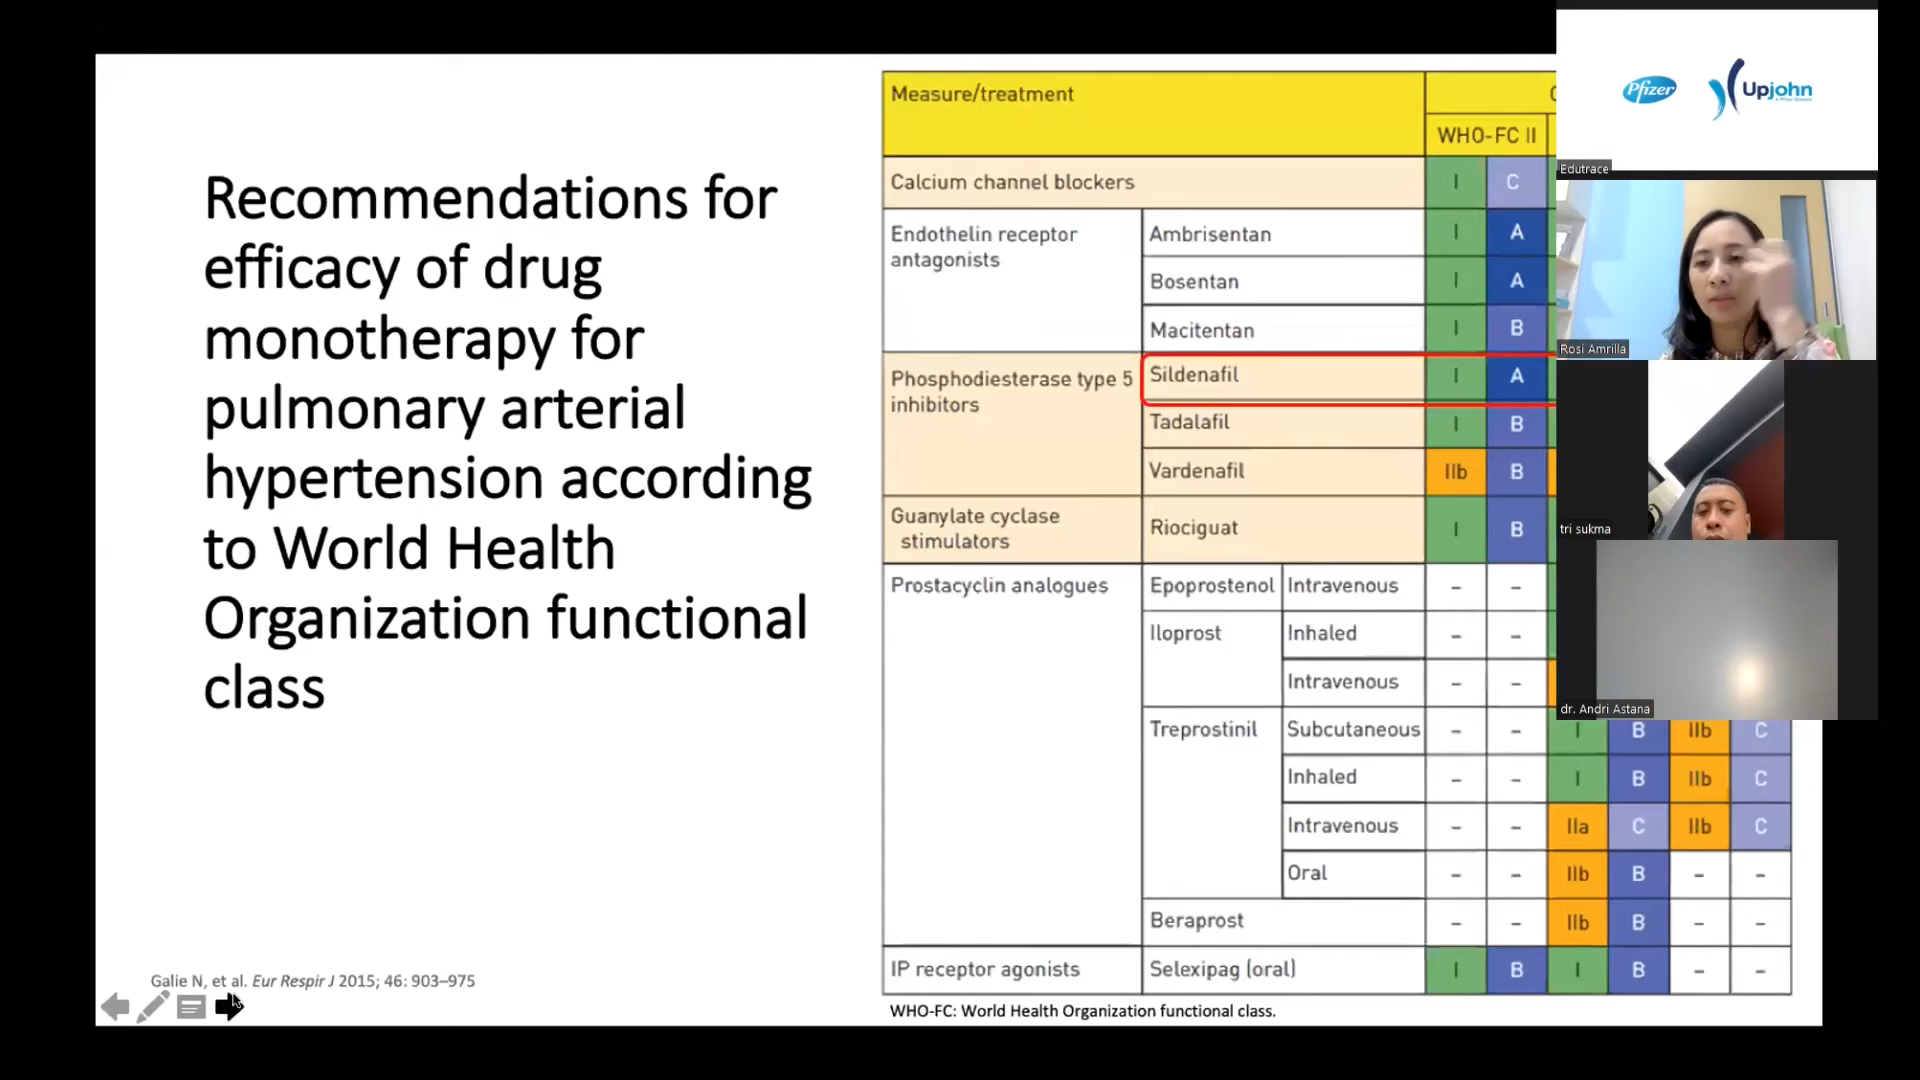 Recommendations for
efficacy of drug
monotherapy for
pulmonary arterial
hypertension according
to World Health
Organization functional
class
Galie N, et al. Eur Respir J 2015; 46: 903–975
Measure/treatment
WHO-FC II
Calcium channel blockers I C
Endothelin receptor
antagonists
Ambrisentan I A
Bosentan I A
Macitentan I B
Phosphodiesterase type 5
inhibitors
Sildenafil I A
Tadalafil I B
Vardenafil IIb B
Guanylate cyclase
stimulators
Riociguat I B
Prostacyclin analogues
Epoprostenol Intravenous – –
Iloprost Inhaled – –
Intravenous – –
Treprostinil Subcutaneous – – I B IIb C
Inhaled – – I B IIb C
Intravenous – – IIa C IIb C
Oral – – IIb B – –
Beraprost – – IIb B – –
IP receptor agonists Selexipag (oral) I B I B – –
WHO-FC: World Health Organization functional class.
Pfizer
Upjohn
Edutrace
Rosi Amrilla
tri sukma
dr. Andri Astana